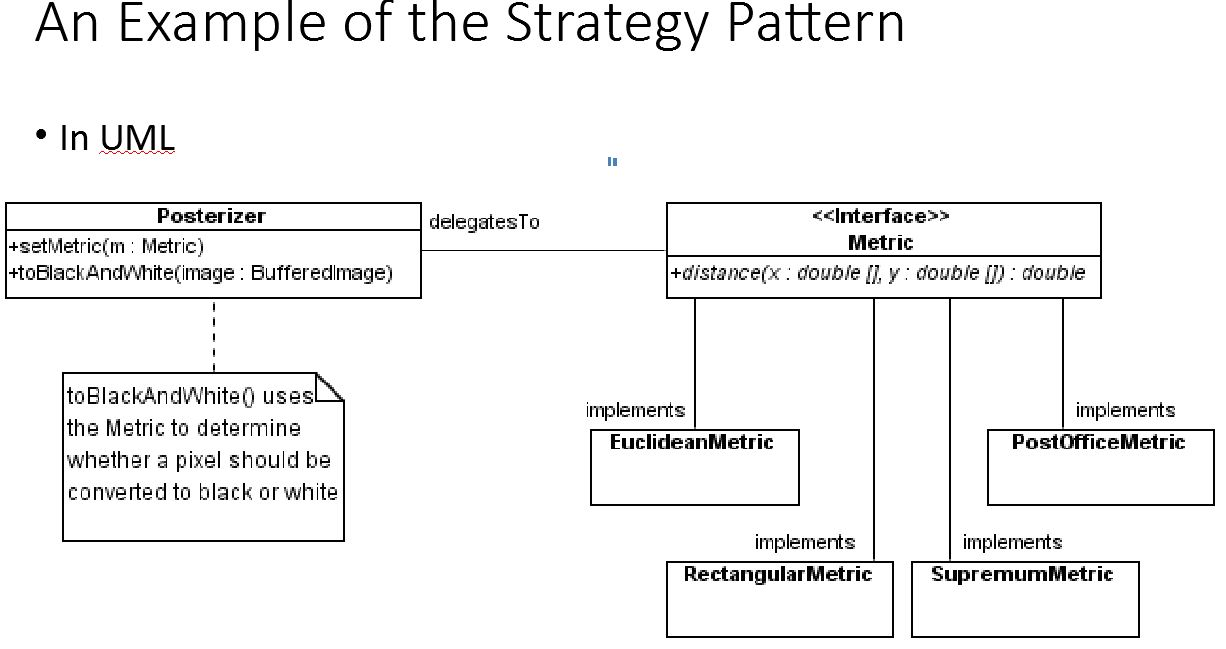 An Example of the Strategy Pattern
• In UML
Posterizer
+setMetric(m : Metric)
+toBlackAndWhite(image : BufferedImage)
delegatesTo
<<Interface>>
Metric
+distance(x : double [], y : double []) : double
toBlackAndWhite() uses
the Metric to determine
whether a pixel should be
converted to black or white
implements
EuclideanMetric
implements
PostOfficeMetric
implements
RectangularMetric
implements
SupremumMetric